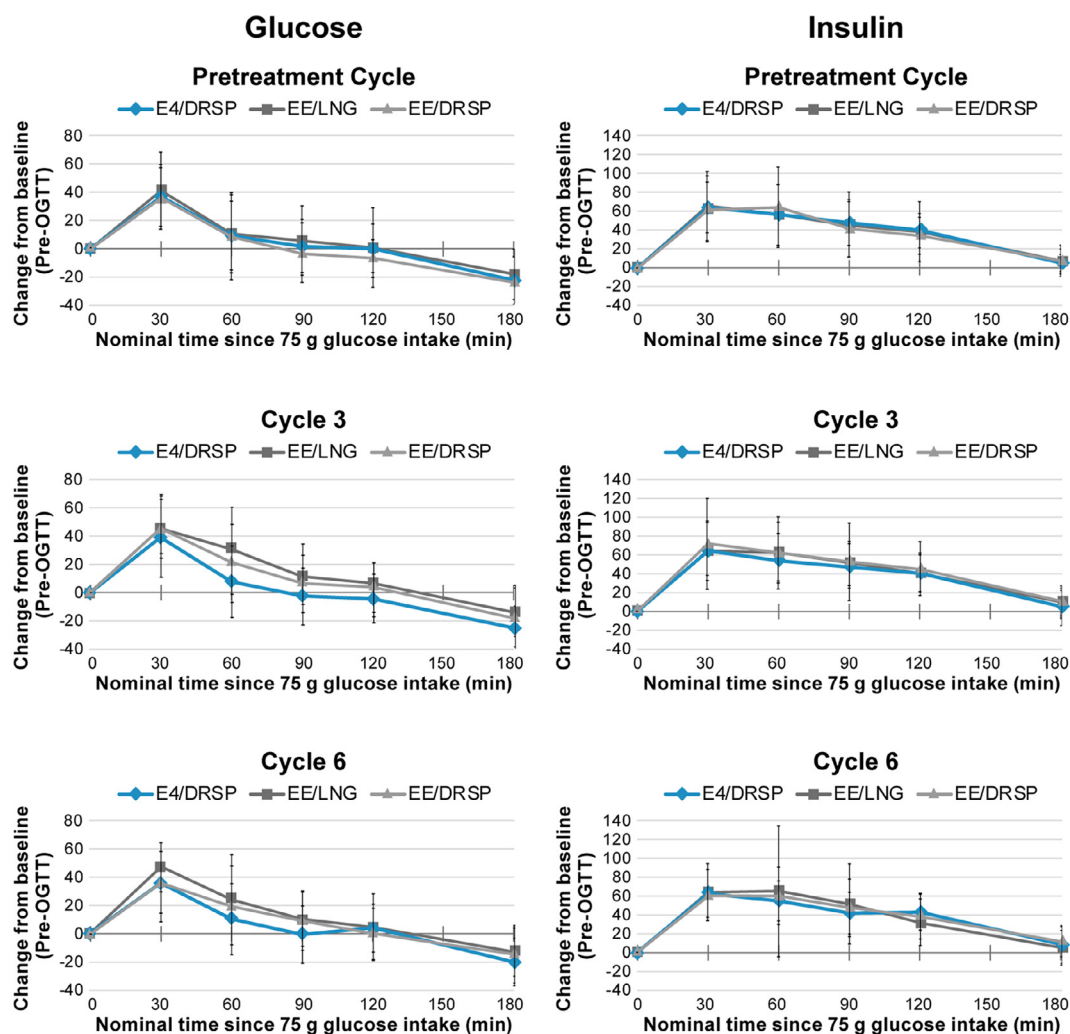 Glucose
Pretreatment Cycle
E4/DRSP EE/LNG EE/DRSP
Change from baseline
(Pre-OGTT)
80
60
40
20
0
-20
-40
0 30 60 90 120 150 180
Nominal time since 75 g glucose intake (min)
Cycle 3
E4/DRSP EE/LNG EE/DRSP
Change from baseline
(Pre-OGTT)
80
60
40
20
0
-20
-40
0 30 60 90 120 150 180
Nominal time since 75 g glucose intake (min)
Cycle 6
E4/DRSP EE/LNG EE/DRSP
Change from baseline
(Pre-OGTT)
80
60
40
20
0
-20
-40
0 30 60 90 120 150 180
Nominal time since 75 g glucose intake (min)
Insulin
Pretreatment Cycle
E4/DRSP EE/LNG EE/DRSP
Change from baseline
(Pre-OGTT)
140
120
100
80
60
40
20
0
-20
-40
0 30 60 90 120 150 180
Nominal time since 75 g glucose intake (min)
Cycle 3
E4/DRSP EE/LNG EE/DRSP
Change from baseline
(Pre-OGTT)
140
120
100
80
60
40
20
0
-20
-40
0 30 60 90 120 150 180
Nominal time since 75 g glucose intake (min)
Cycle 6
E4/DRSP EE/LNG EE/DRSP
Change from baseline
(Pre-OGTT)
140
120
100
80
60
40
20
0
-20
-40
0 30 60 90 120 150 180
Nominal time since 75 g glucose intake (min)